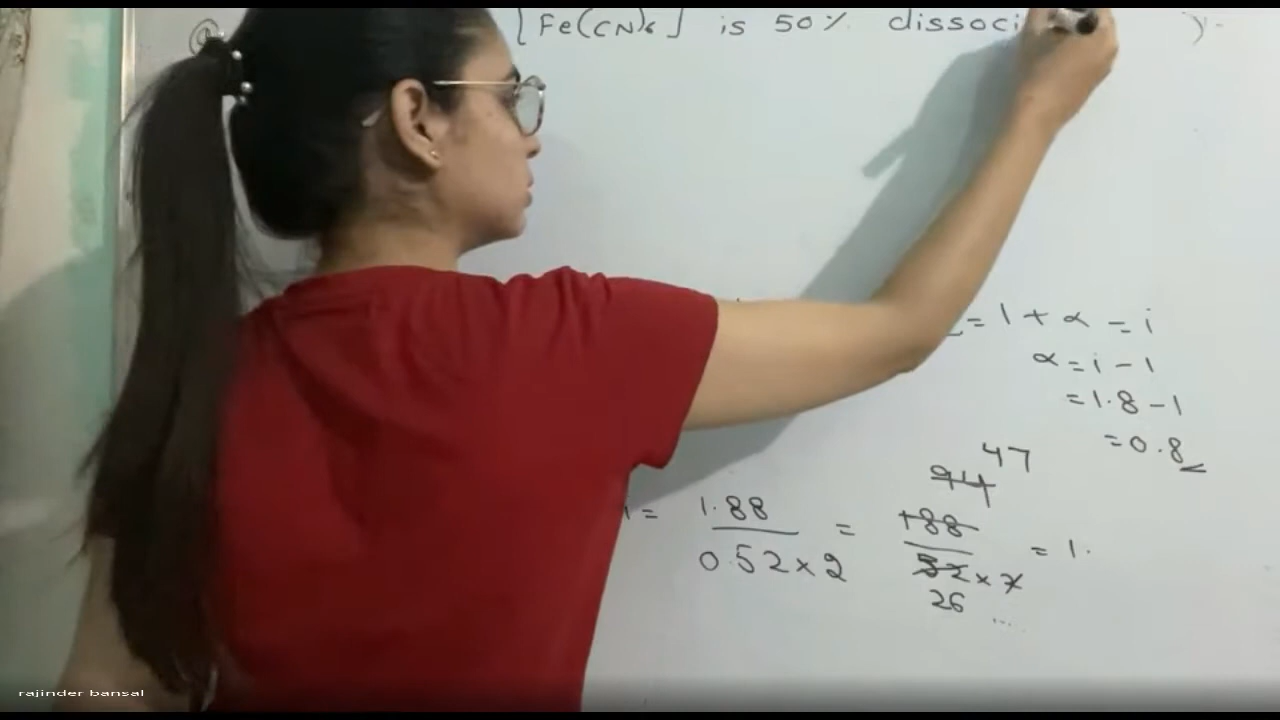 [Fe(CN)6] is 50% dissoci
= 1 + α = i
α = i - 1
= 1.8 - 1
= 0.8
47
94
= 1.88 / 0.52 × 2 = 188 / 52 × 2 = 1.
26
rajinder bansal